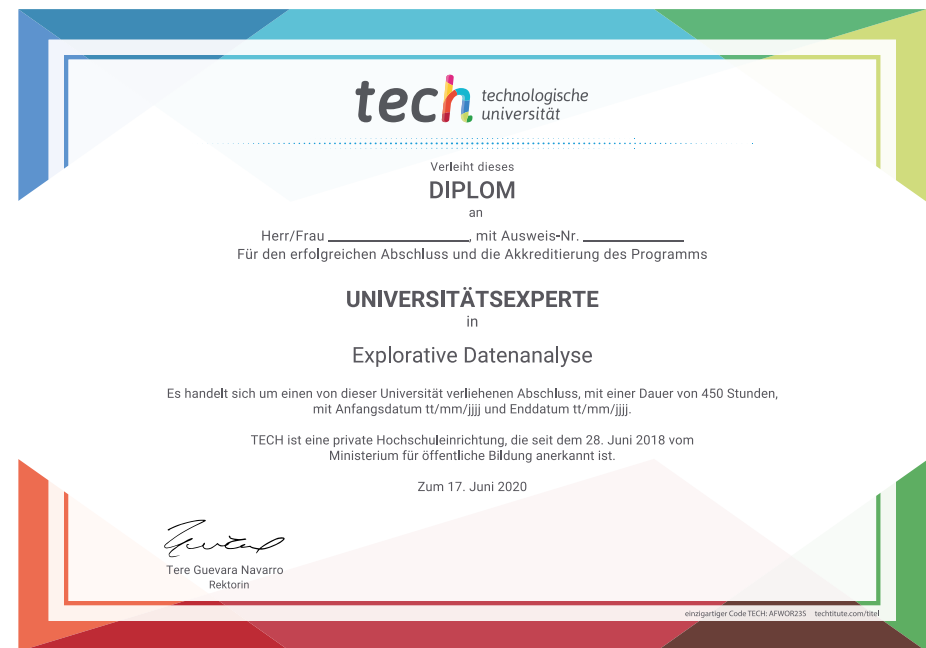 tech technologische
universität
Verleiht dieses
DIPLOM
an
Herr/Frau ____________________, mit Ausweis-Nr. ______________
Für den erfolgreichen Abschluss und die Akkreditierung des Programms
UNIVERSITÄTSEXPERTE
in
Explorative Datenanalyse
Es handelt sich um einen von dieser Universität verliehenen Abschluss, mit einer Dauer von 450 Stunden,
mit Anfangsdatum tt/mm/jjjj und Enddatum tt/mm/jjjj.
TECH ist eine private Hochschuleinrichtung, die seit dem 28. Juni 2018 vom
Ministerium für öffentliche Bildung anerkannt ist.
Zum 17. Juni 2020
Tere Guevara Navarro
Rektorin
einzigartiger Code TECH: AFWOR23S techtitute.com/titel